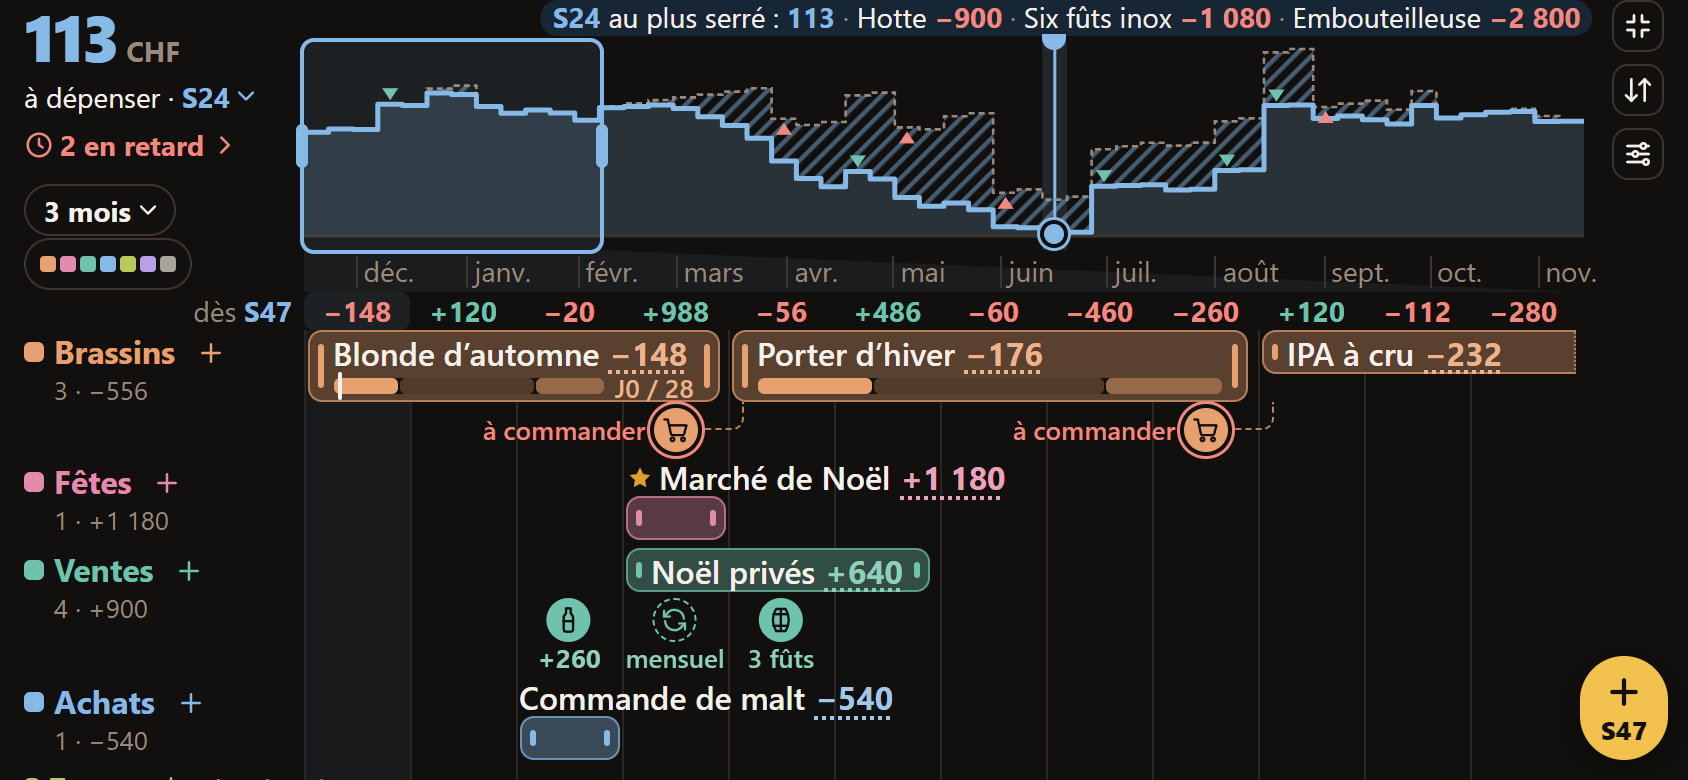 113 CHF
à dépenser · S24
2 en retard
3 mois
S24 au plus serré : 113 · Hotte −900 · Six fûts inox −1 080 · Embouteilleuse −2 800
déc. janv. févr. mars avr. mai juin juil. août sept. oct. nov.
dès S47 −148 +120 −20 +988 −56 +486 −60 −460 −260 +120 −112 −280
Brassins +
3 · −556
Blonde d’automne −148
J0 / 28
Porter d’hiver −176
IPA à cru −232
à commander
à commander
Fêtes +
1 · +1 180
Marché de Noël +1 180
Ventes +
4 · +900
Noël privés +640
+260 mensuel 3 fûts
Achats +
1 · −540
Commande de malt −540
+
S47